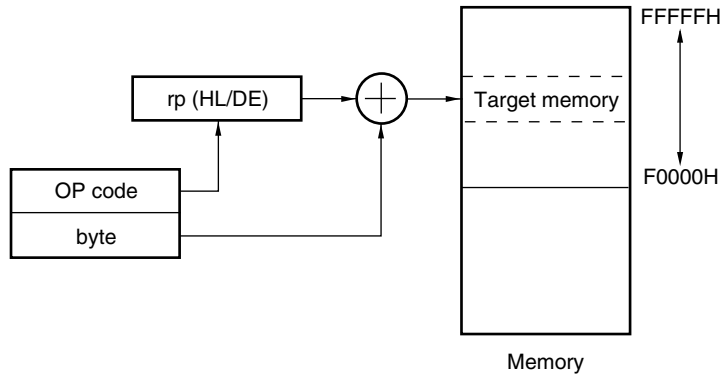 FFFFFH
rp (HL/DE)
Target memory
OP code
F0000H
byte
Memory